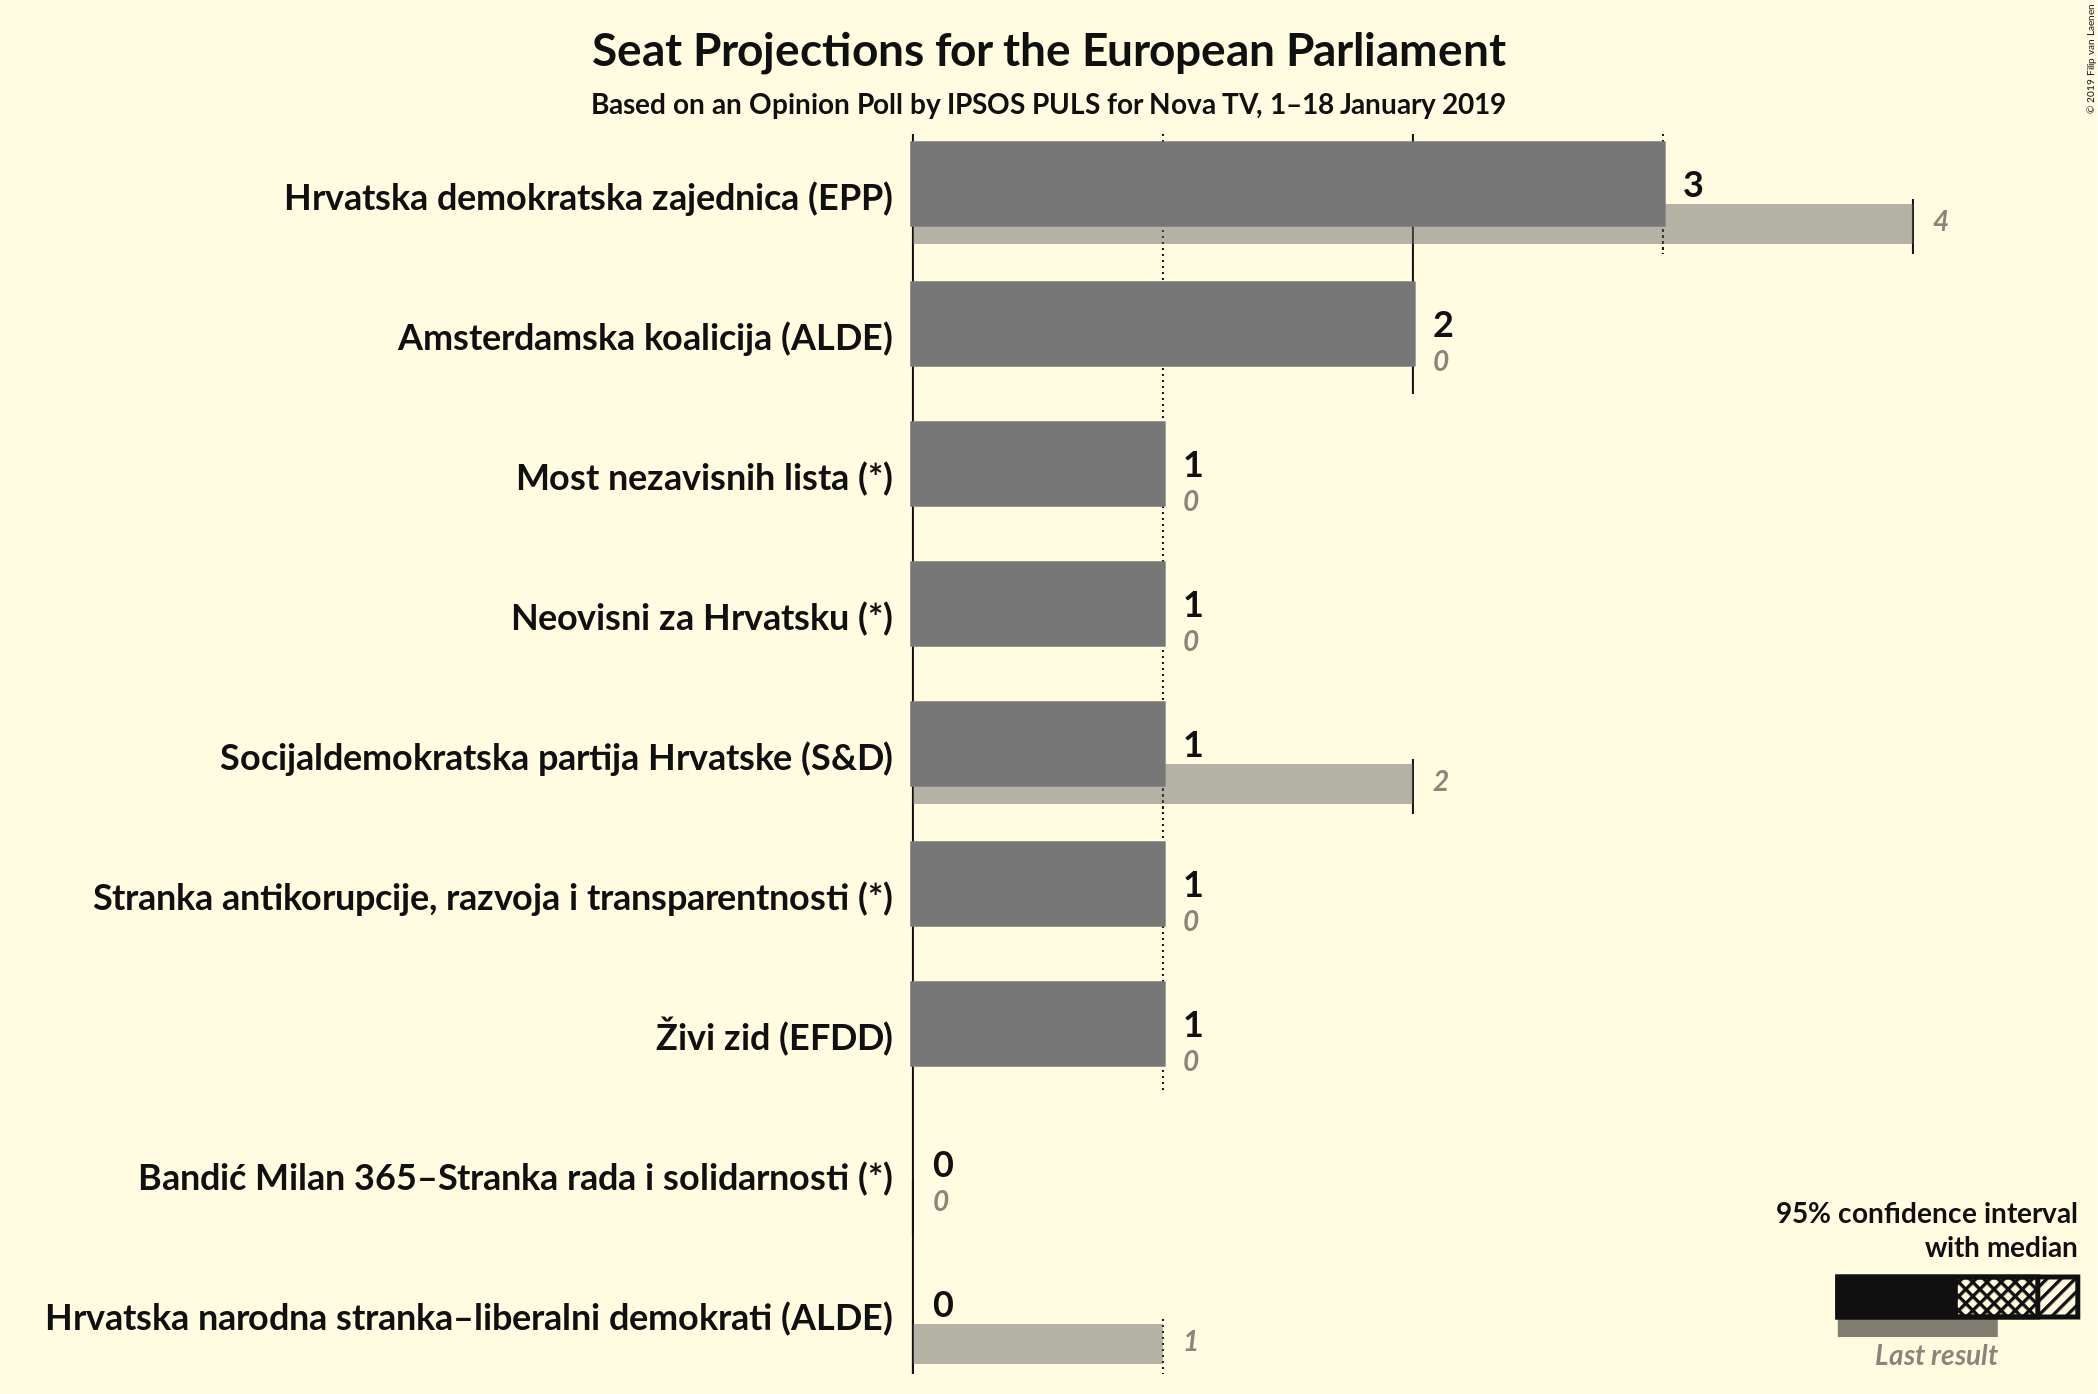 Seat Projections for the European Parliament
Based on an Opinion Poll by IPSOS PULS for Nova TV, 1–18 January 2019
© 2019 Filip van Laenen
Hrvatska demokratska zajednica (EPP)
3
4
Amsterdamska koalicija (ALDE)
2
0
Most nezavisnih lista (*)
1
0
Neovisni za Hrvatsku (*)
1
0
Socijaldemokratska partija Hrvatske (S&D)
1
2
Stranka antikorupcije, razvoja i transparentnosti (*)
1
0
Živi zid (EFDD)
1
0
Bandić Milan 365–Stranka rada i solidarnosti (*)
0
0
Hrvatska narodna stranka–liberalni demokrati (ALDE)
0
1
95% confidence interval
with median
Last result